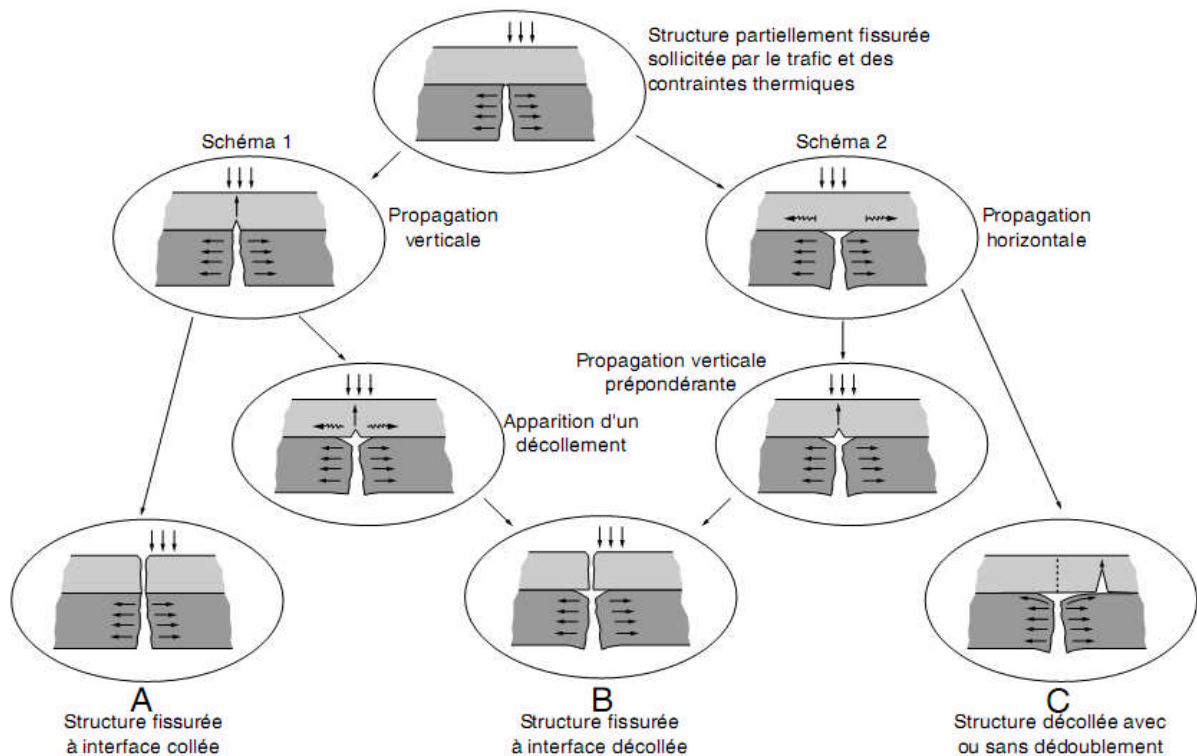 Structure partiellement fissurée
sollicitée par le trafic et des
contraintes thermiques
Schéma 1
Schéma 2
Propagation
verticale
Propagation
horizontale
Propagation verticale
prépondérante
Apparition d'un
décollement
A
Structure fissurée
à interface collée
B
Structure fissurée
à interface décollée
C
Structure décollée avec
ou sans dédoublement